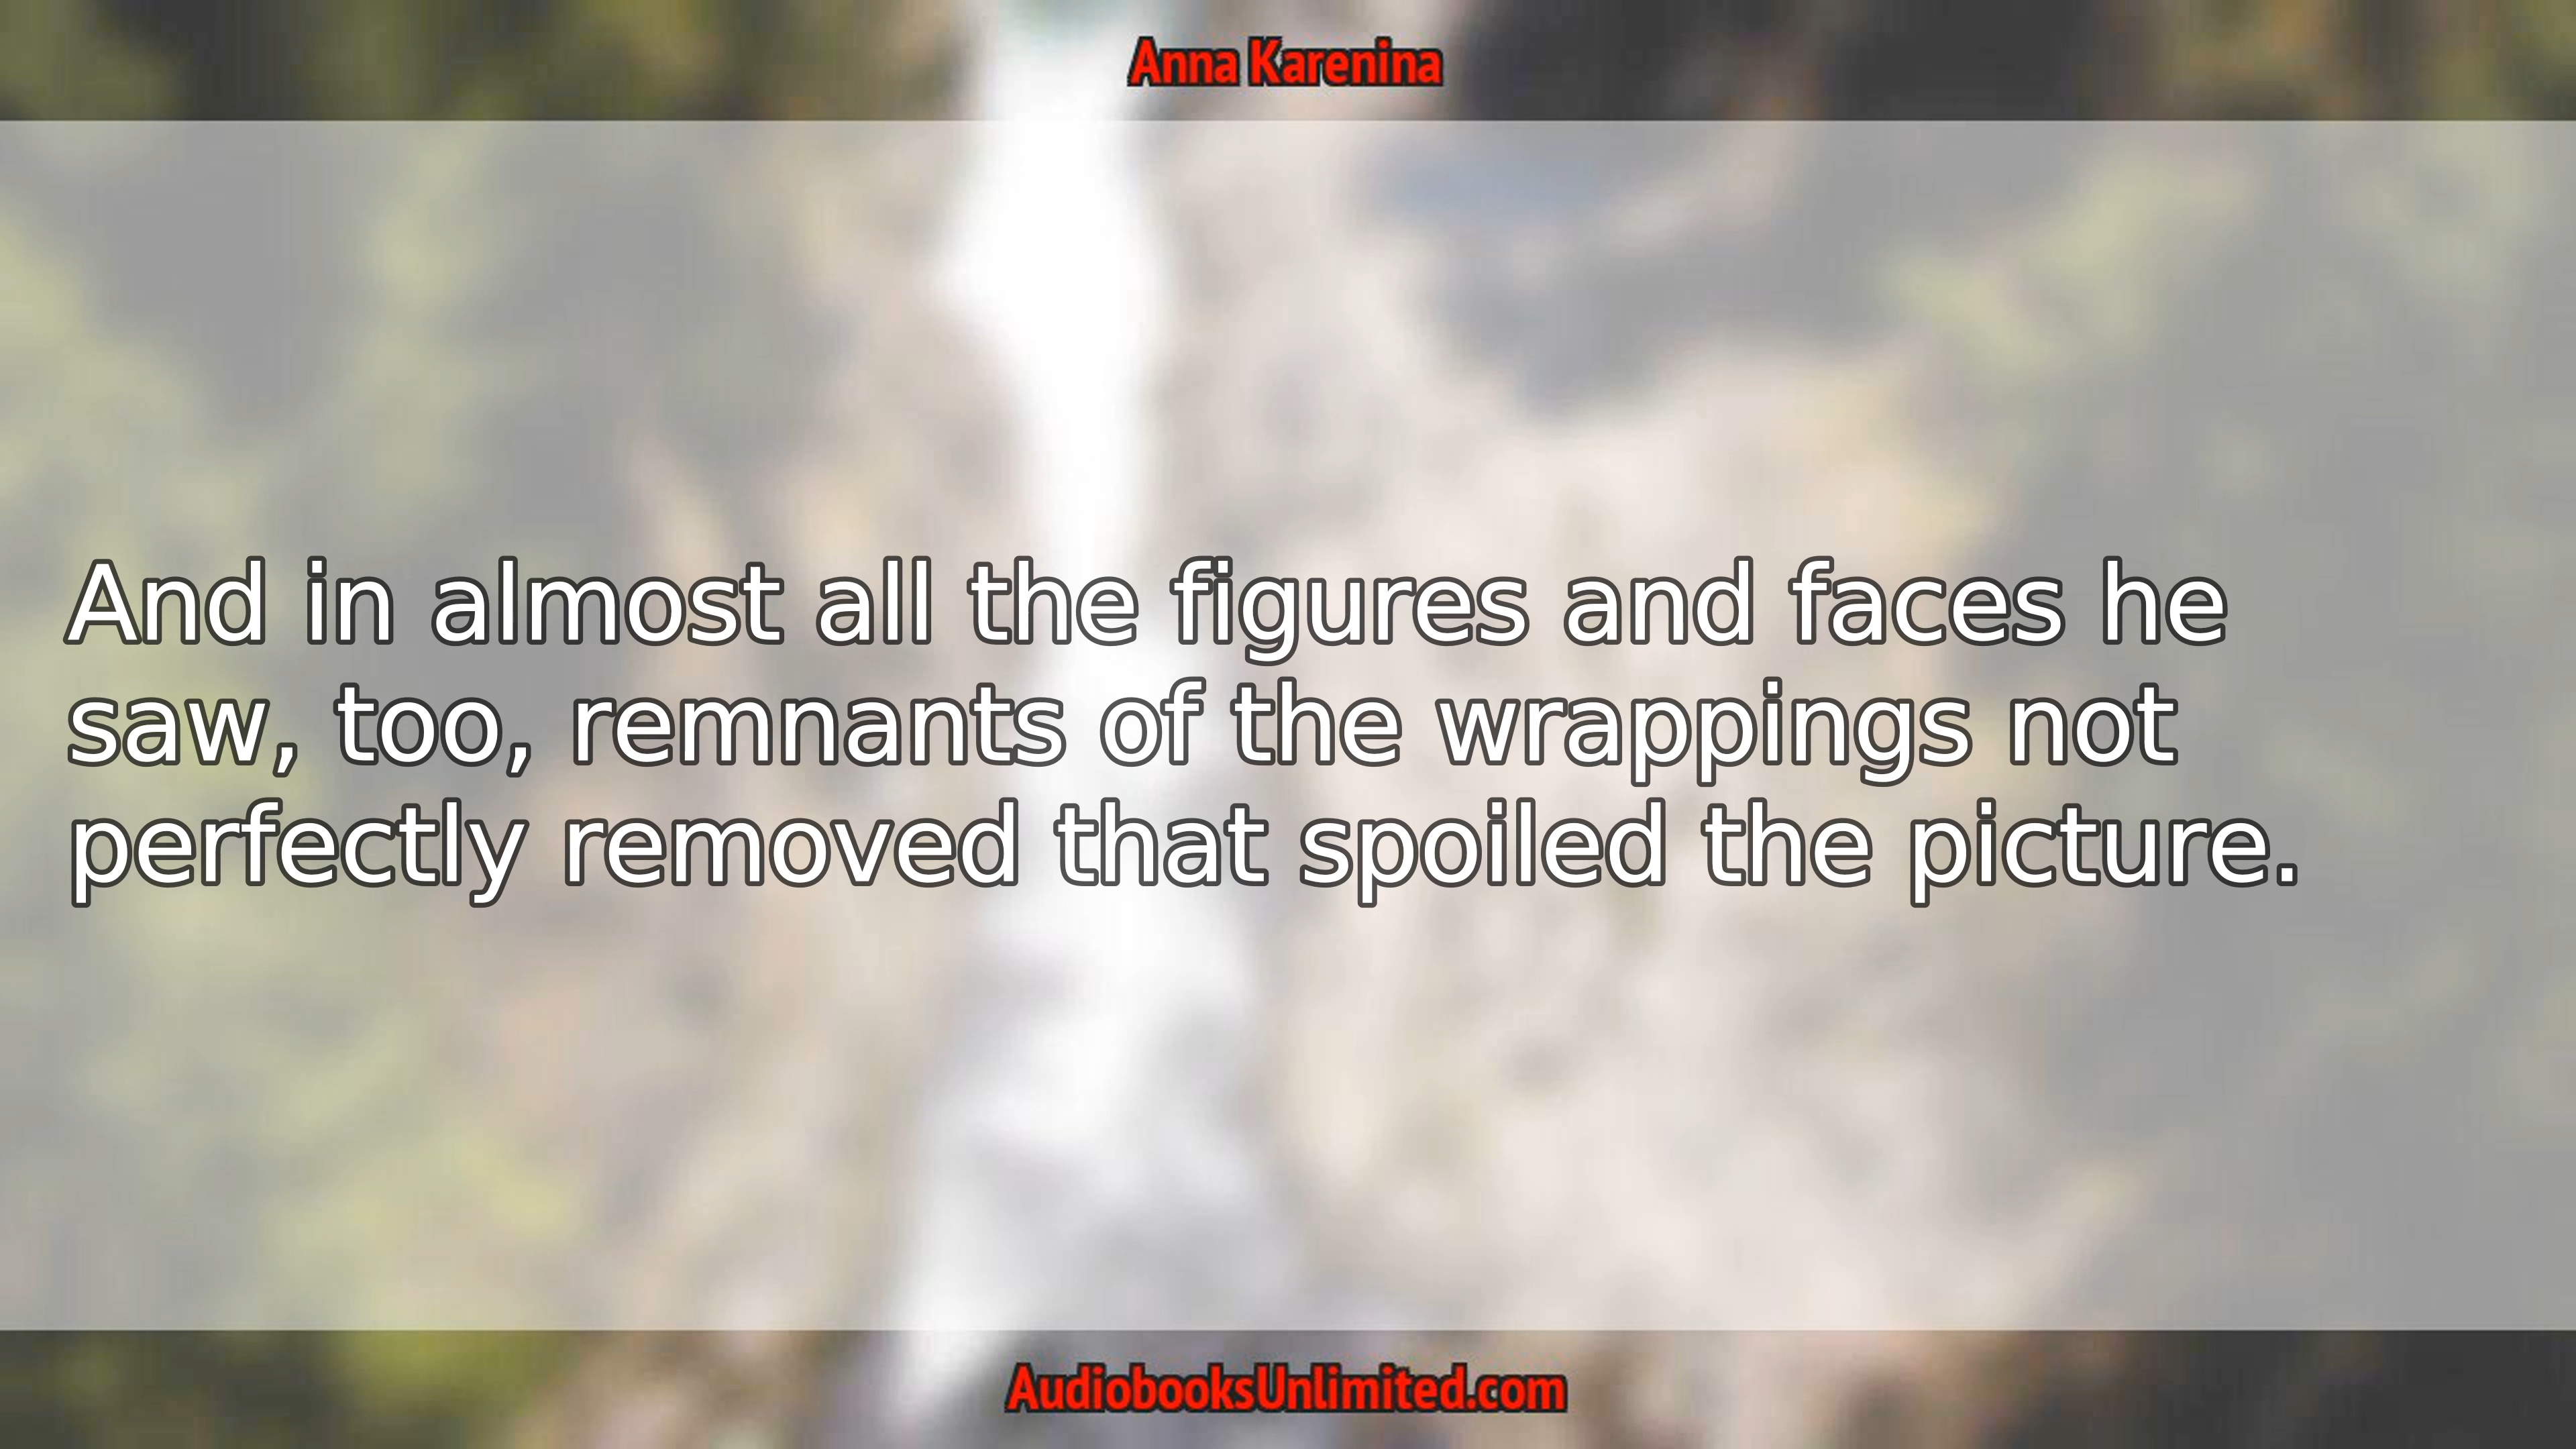 Anna Karenina
And in almost all the figures and faces he
saw, too, remnants of the wrappings not
perfectly removed that spoiled the picture.
AudiobooksUnlimited.com